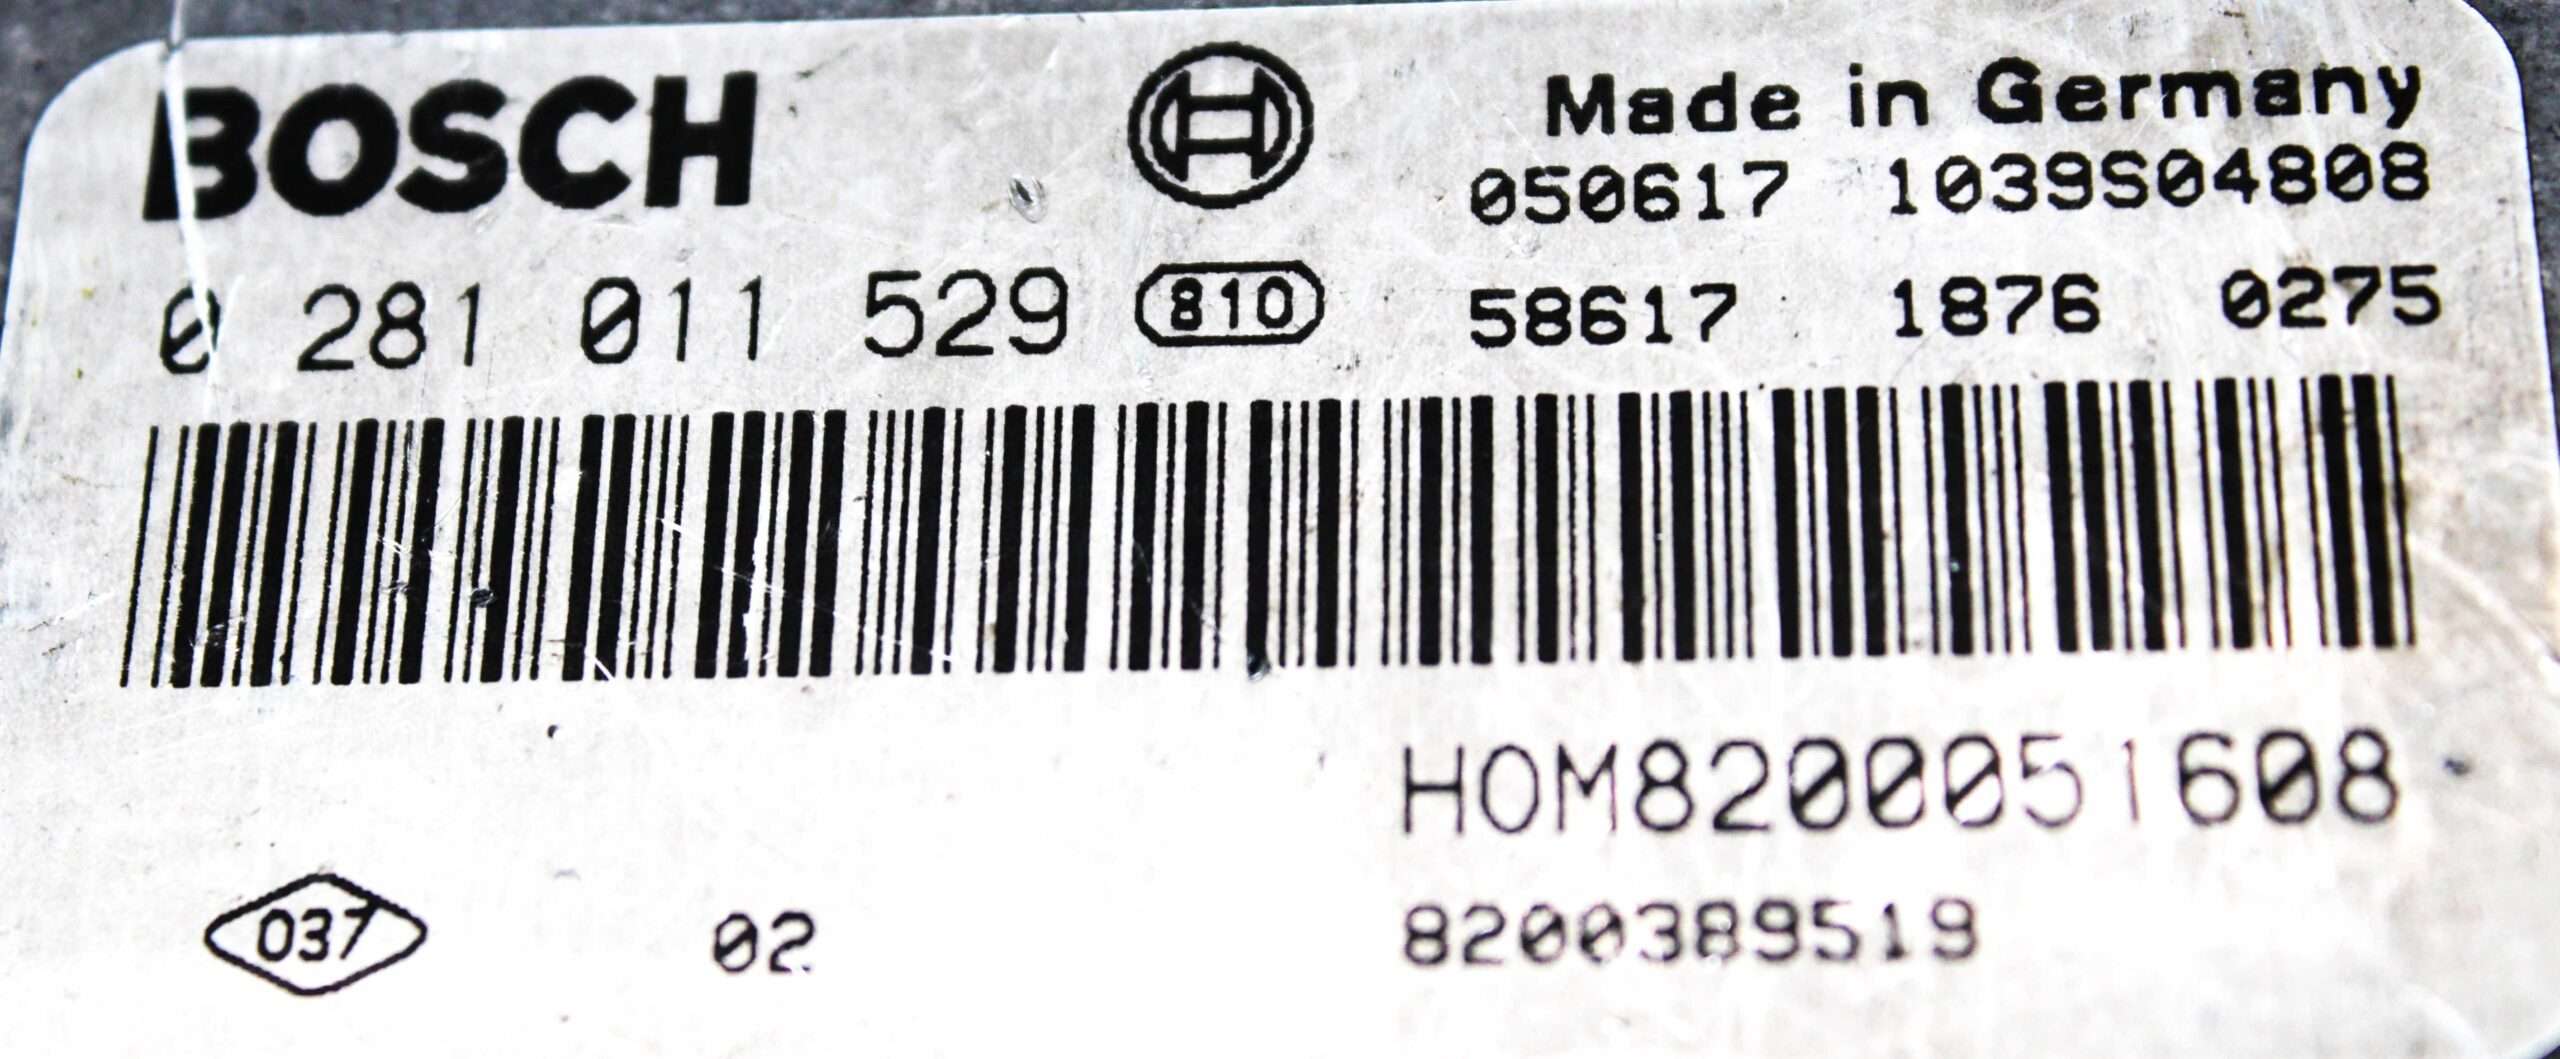 BOSCH
Made in Germany
050617 1039S04808
0 281 011 529 810 58617 1876 0275
HOM8200051608
037 02 8200389519